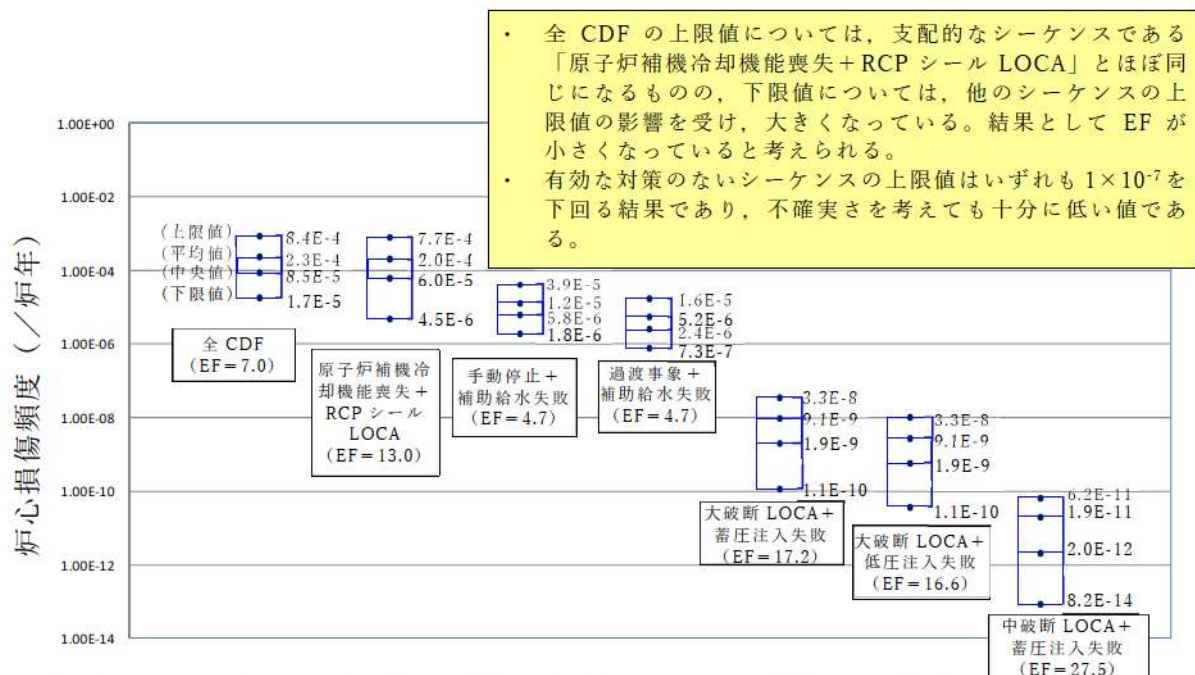 ・ 全 CDF の上限値については，支配的なシーケンスである
「原子炉補機冷却機能喪失＋RCP シール LOCA」とほぼ同
じになるものの，下限値については，他のシーケンスの上
限値の影響を受け，大きくなっている。結果として EF が
小さくなっていると考えられる。
・ 有効な対策のないシーケンスの上限値はいずれも 1×10⁻⁷を
下回る結果であり，不確実さを考えても十分に低い値であ
る。
炉心損傷頻度（／炉年）
1.00E+00
1.00E-02
1.00E-04
1.00E-06
1.00E-08
1.00E-10
1.00E-12
1.00E-14
(上限値)
(平均値)
(中央値)
(下限値)
8.4E-4
2.3E-4
8.5E-5
1.7E-5
全 CDF
(EF＝7.0)
7.7E-4
2.0E-4
6.0E-5
4.5E-6
原子炉補機冷
却機能喪失＋
RCP シール
LOCA
(EF＝13.0)
3.9E-5
1.2E-5
5.8E-6
1.8E-6
手動停止＋
補助給水失敗
(EF＝4.7)
1.6E-5
5.2E-6
2.4E-6
7.3E-7
過渡事象＋
補助給水失敗
(EF＝4.7)
3.3E-8
9.1E-9
1.9E-9
1.1E-10
大破断 LOCA＋
蓄圧注入失敗
(EF＝17.2)
3.3E-8
9.1E-9
1.9E-9
1.1E-10
大破断 LOCA＋
低圧注入失敗
(EF＝16.6)
6.2E-11
1.9E-11
2.0E-12
8.2E-14
中破断 LOCA＋
蓄圧注入失敗
(EF＝27.5)